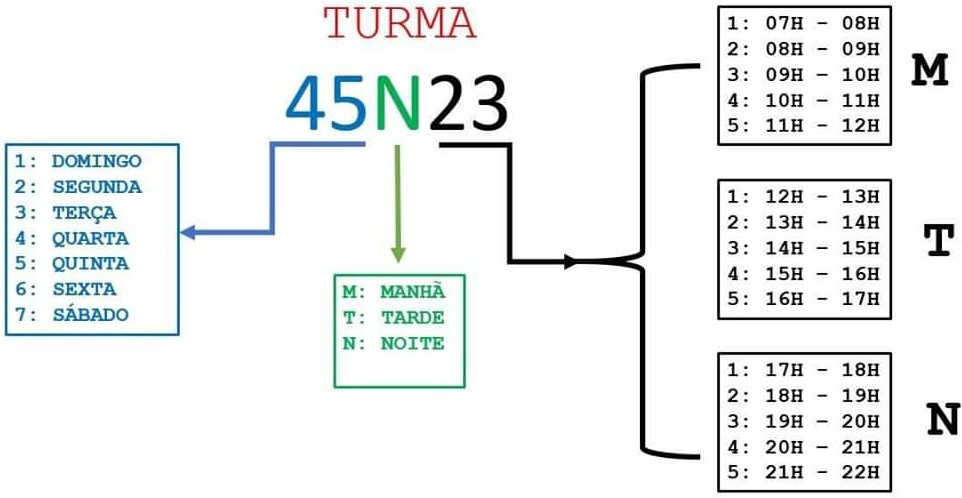 TURMA
45N23
1: DOMINGO
2: SEGUNDA
3: TERÇA
4: QUARTA
5: QUINTA
6: SEXTA
7: SÁBADO
M: MANHÃ
T: TARDE
N: NOITE
1: 07H – 08H
2: 08H – 09H
3: 09H – 10H
4: 10H – 11H
5: 11H – 12H
M
1: 12H – 13H
2: 13H – 14H
3: 14H – 15H
4: 15H – 16H
5: 16H – 17H
T
1: 17H – 18H
2: 18H – 19H
3: 19H – 20H
4: 20H – 21H
5: 21H – 22H
N